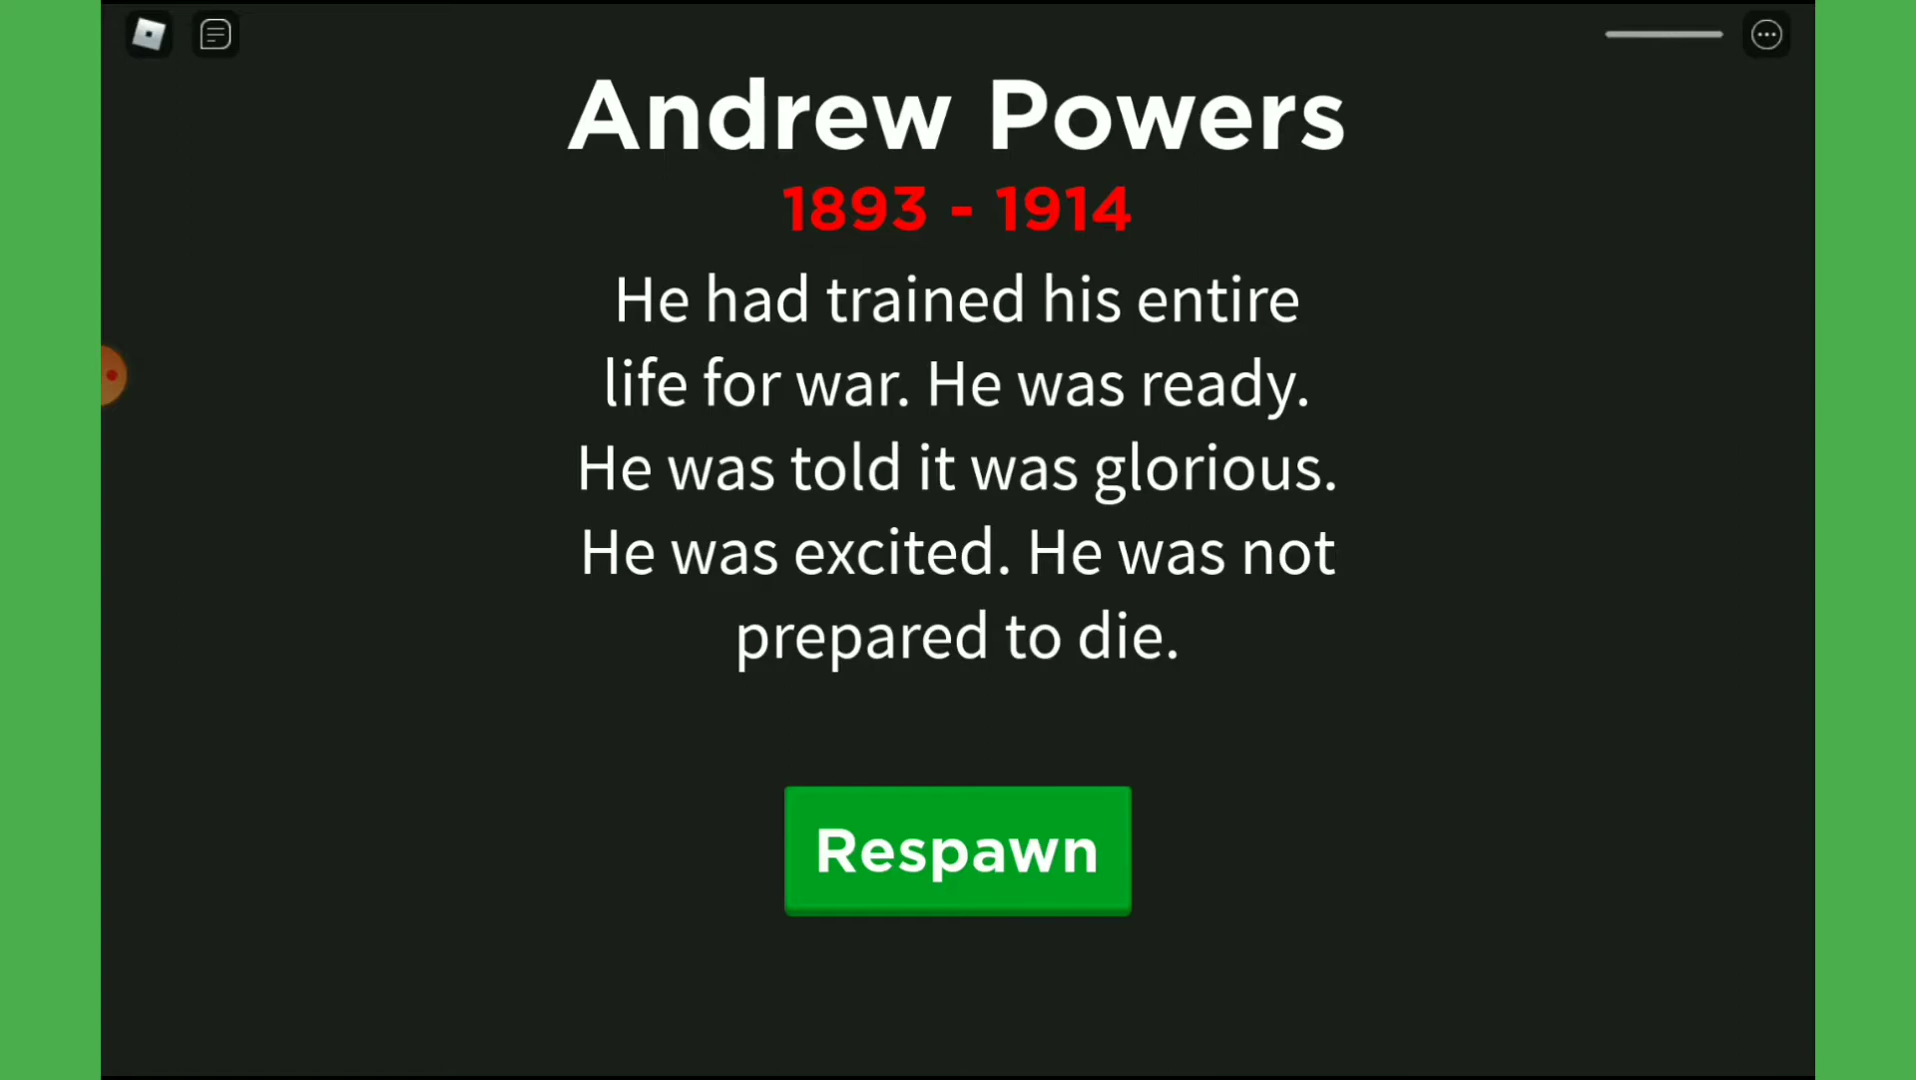 Andrew Powers
1893 - 1914
He had trained his entire
life for war. He was ready.
He was told it was glorious.
He was excited. He was not
prepared to die.
Respawn